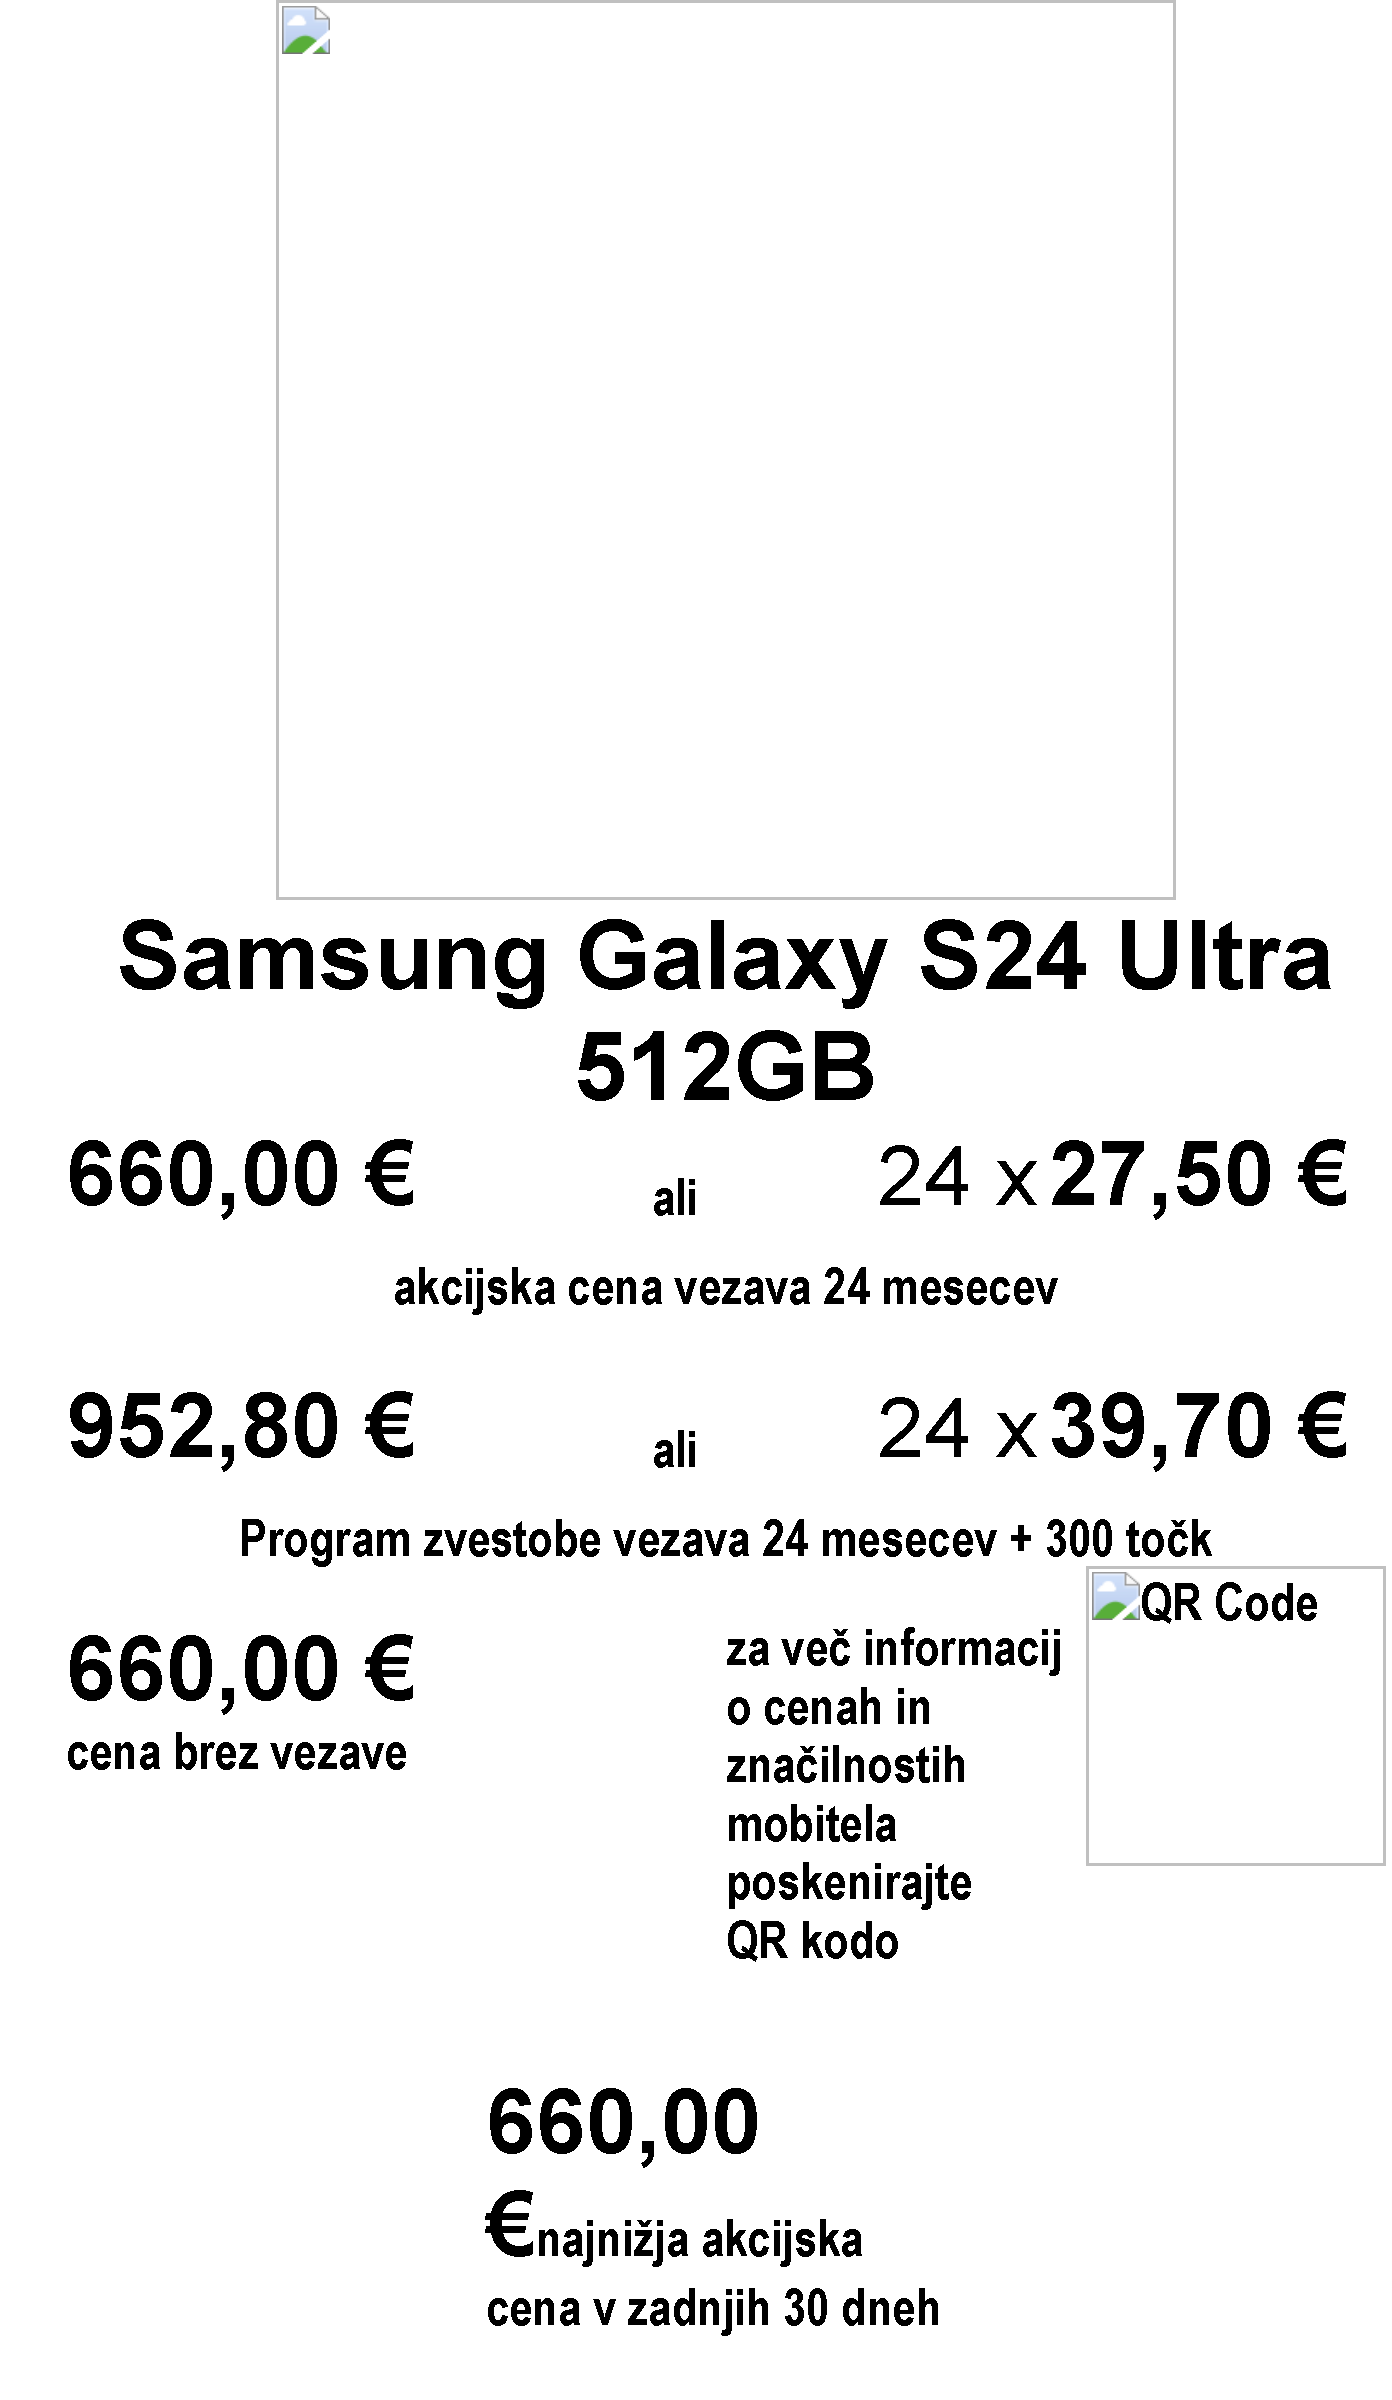 Samsung Galaxy S24 Ultra
512GB
660,00 € ali 24 x 27,50 €
akcijska cena vezava 24 mesecev
952,80 € ali 24 x 39,70 €
Program zvestobe vezava 24 mesecev + 300 točk
QR Code
660,00 €
cena brez vezave
za več informacij
o cenah in
značilnostih
mobitela
poskenirajte
QR kodo
660,00
€najnižja akcijska
cena v zadnjih 30 dneh